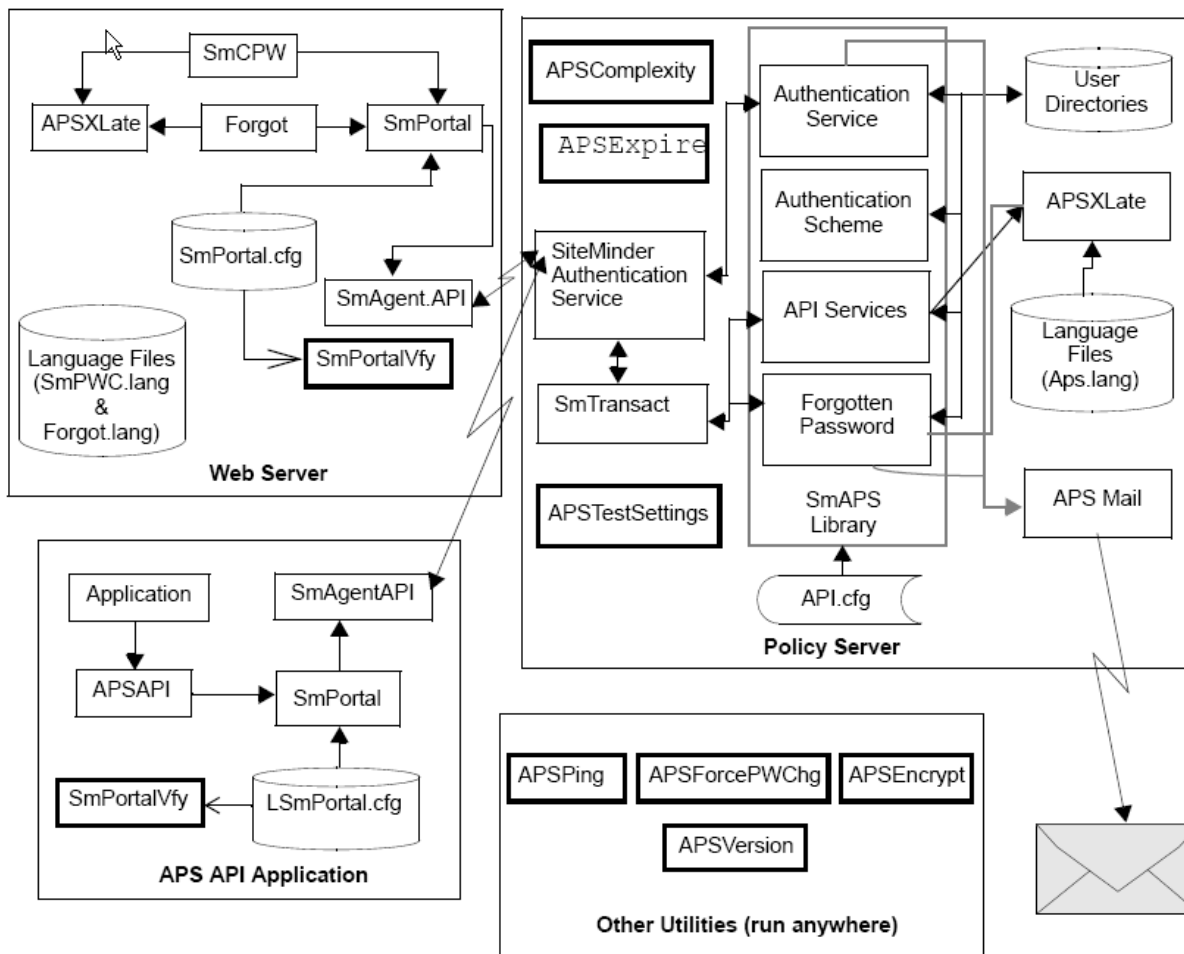 SmCPW
APSXLate
Forgot
SmPortal
SmPortal.cfg
SmAgent.API
SmPortalVfy
Language Files
(SmPWC.lang
&
Forgot.lang)
Web Server
APSComplexity
APSExpire
SiteMinder
Authentication
Service
SmTransact
APSTestSettings
Authentication
Service
Authentication
Scheme
API Services
Forgotten
Password
SmAPS
Library
API.cfg
User
Directories
APSXLate
Language
Files
(Aps.lang)
APS Mail
Policy Server
Application
SmAgentAPI
APSAPI
SmPortal
SmPortalVfy
LSmPortal.cfg
APS API Application
APSPing
APSForcePWChg
APSEncrypt
APSVersion
Other Utilities (run anywhere)